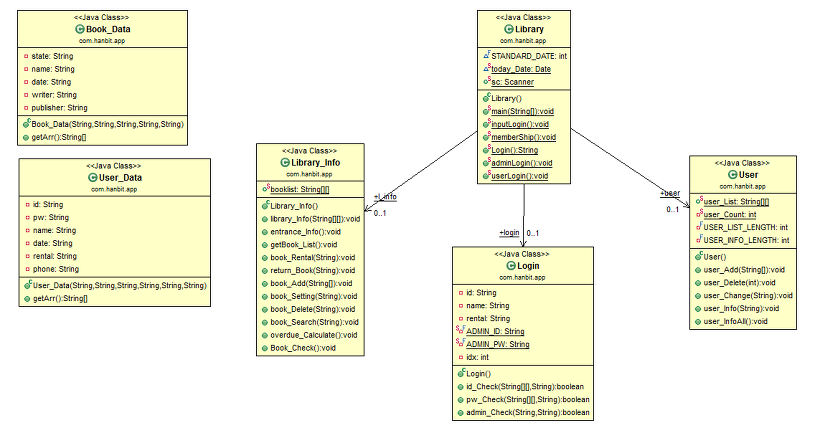 <<Java Class>>
Book_Data
com.hanbit.app
state: String
name: String
date: String
writer: String
publisher: String
Book_Data(String,String,String,String,String)
getArr():String[]
<<Java Class>>
User_Data
com.hanbit.app
id: String
pw: String
name: String
date: String
rental: String
phone: String
User_Data(String,String,String,String,String,String)
getArr():String[]
<<Java Class>>
Library_Info
com.hanbit.app
booklist: String[][]
Library_Info()
library_Info(String[][]):void
entrance_Info():void
getBook_List():void
book_Rental(String):void
return_Book(String):void
book_Add(String[]):void
book_Setting(String):void
book_Delete(String):void
book_Search(String):void
overdue_Calculate():void
Book_Check():void
<<Java Class>>
Library
com.hanbit.app
STANDARD_DATE: int
today_Date: Date
sc: Scanner
Library()
main(String[]):void
inputLogin():void
memberShip():void
Login():String
adminLogin():void
userLogin():void
+l_info
0..1
+login
0..1
+user
0..1
<<Java Class>>
Login
com.hanbit.app
id: String
name: String
rental: String
ADMIN_ID: String
ADMIN_PW: String
idx: int
Login()
id_Check(String[][],String):boolean
pw_Check(String[][],String):boolean
admin_Check(String,String):boolean
<<Java Class>>
User
com.hanbit.app
user_List: String[][]
user_Count: int
USER_LIST_LENGTH: int
USER_INFO_LENGTH: int
User()
user_Add(String[]):void
user_Delete(int):void
user_Change(String):void
user_Info(String):void
user_InfoAll():void